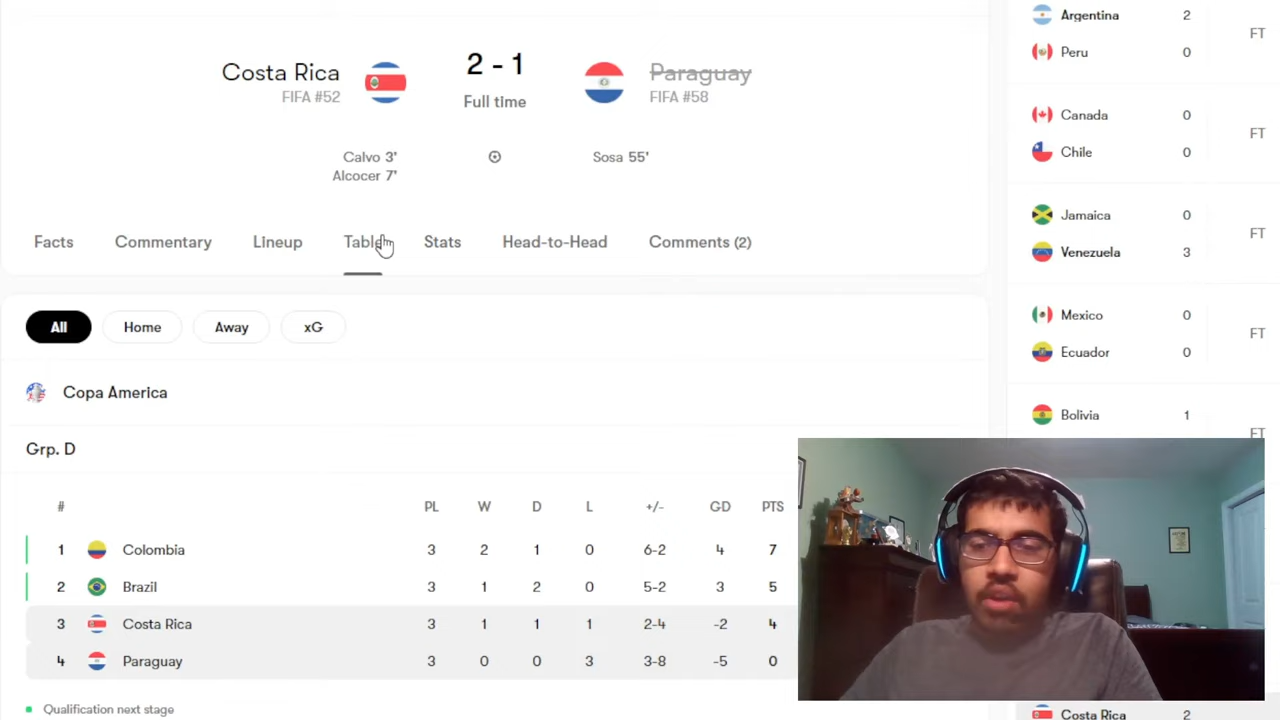 Costa Rica
FIFA #52
2 - 1
Full time
Paraguay
FIFA #58
Calvo 3'
Alcocer 7'
Sosa 55'
Facts Commentary Lineup Table Stats Head-to-Head Comments (2)
All Home Away xG
Copa America
Grp. D
# PL W D L +/- GD PTS
1 Colombia 3 2 1 0 6-2 4 7
2 Brazil 3 1 2 0 5-2 3 5
3 Costa Rica 3 1 1 1 2-4 -2 4
4 Paraguay 3 0 0 3 3-8 -5 0
Qualification next stage
Argentina 2
FT
Peru 0
Canada 0
FT
Chile 0
Jamaica 0
FT
Venezuela 3
Mexico 0
FT
Ecuador 0
Bolivia 1
FT
Costa Rica 2